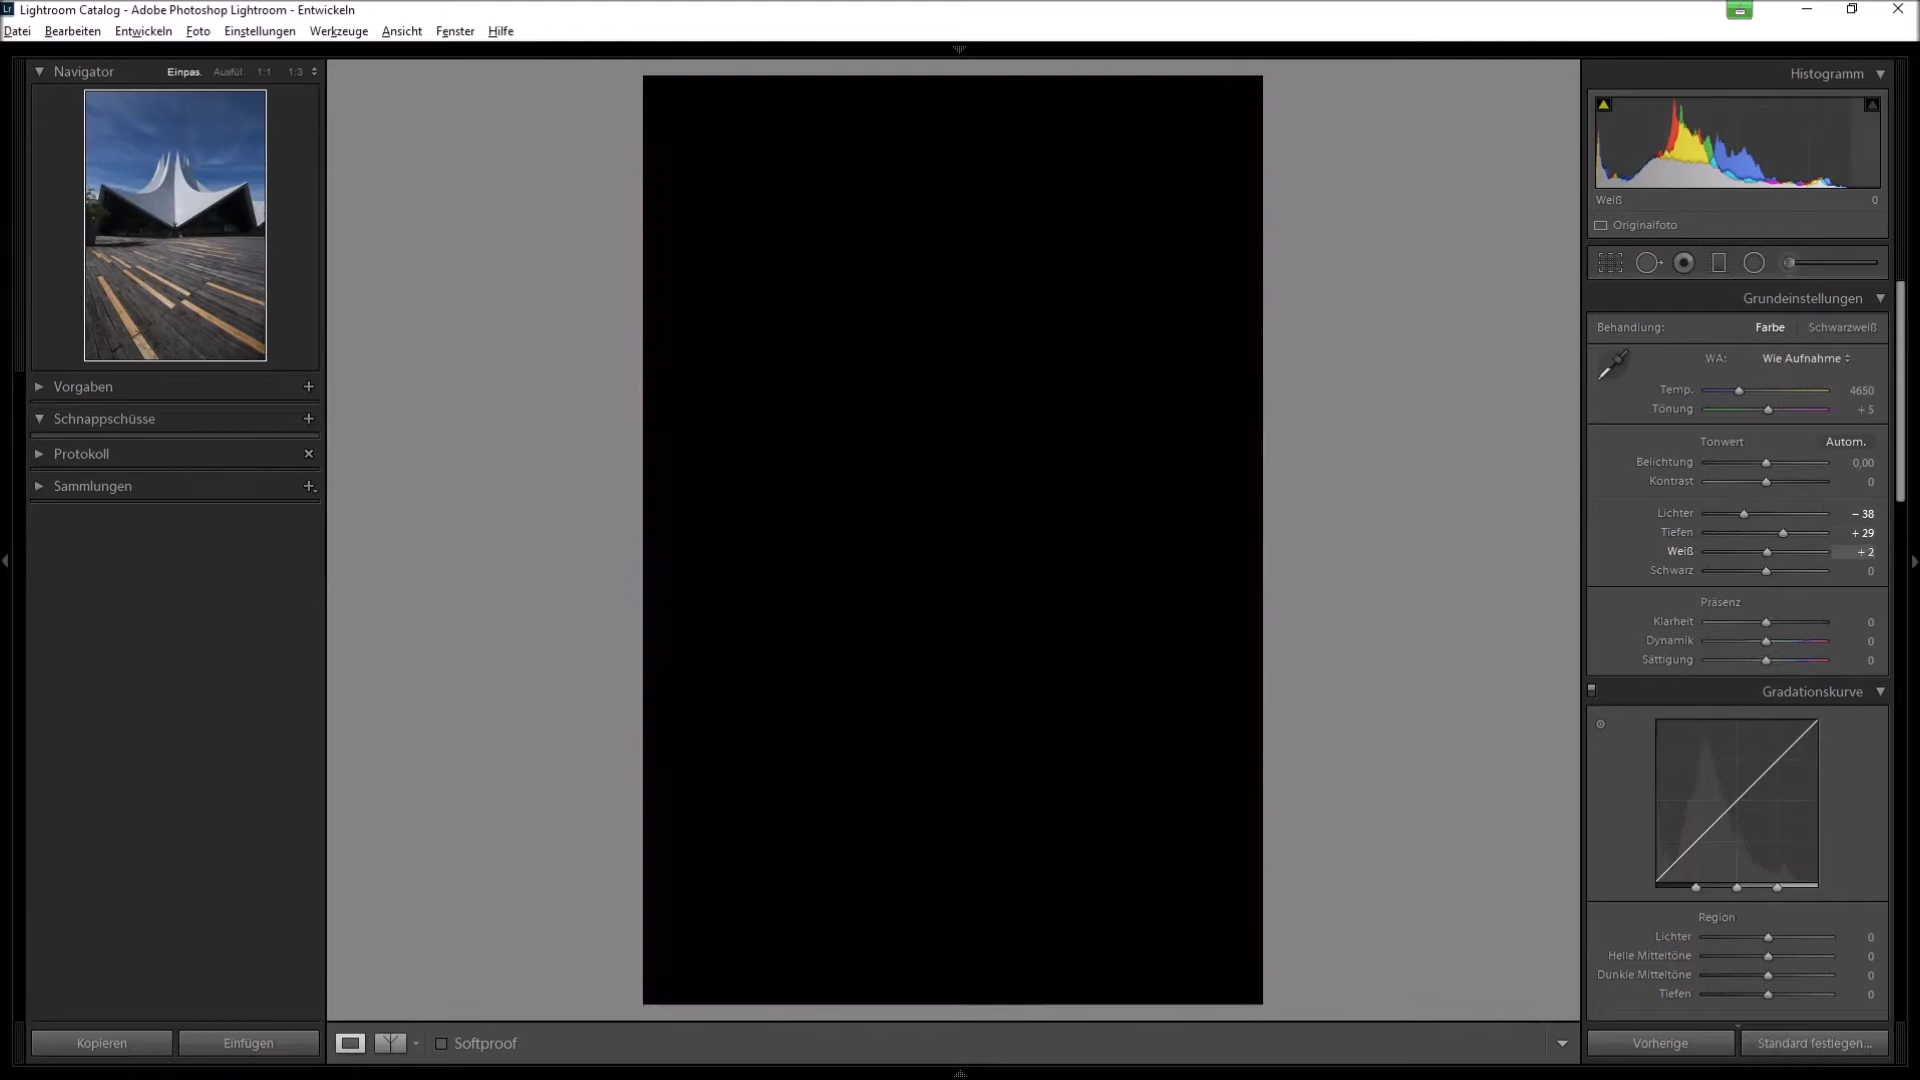 Lr Lightroom Catalog - Adobe Photoshop Lightroom - Entwickeln
Datei Bearbeiten Entwickeln Foto Einstellungen Werkzeuge Ansicht Fenster Hilfe
Navigator Einpas. Ausfül. 1:1 1:3
Vorgaben
Schnappschüsse
Protokoll
Sammlungen
Kopieren Einfügen
Softproof
Histogramm
Weiß 0
Originalfoto
Grundeinstellungen
Behandlung: Farbe Schwarzweiß
WA: Wie Aufnahme
Temp. 4650
Tönung + 5
Tonwert Autom.
Belichtung 0,00
Kontrast 0
Lichter – 38
Tiefen + 29
Weiß + 2
Schwarz 0
Präsenz
Klarheit 0
Dynamik 0
Sättigung 0
Gradationskurve
Region
Lichter 0
Helle Mitteltöne 0
Dunkle Mitteltöne 0
Tiefen 0
Vorherige Standard festlegen...